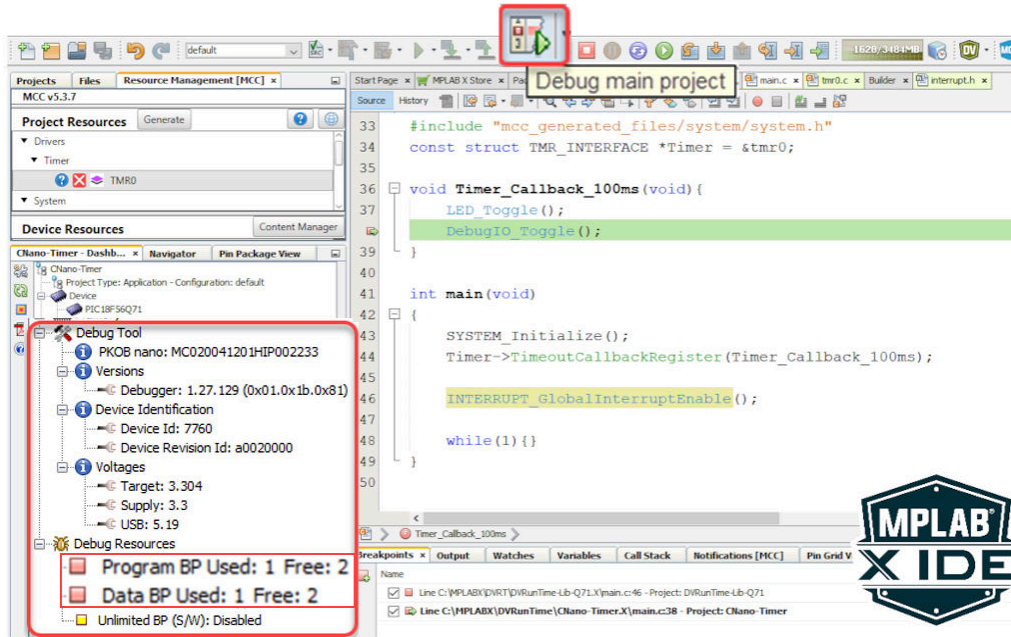 default
1628/3484MB
DV
Debug main project
Projects Files Resource Management [MCC] ×
MCC v5.3.7
Project Resources Generate
Drivers
Timer
TMR0
System
Device Resources Content Manager
CNano-Timer - Dashb... × Navigator Pin Package View
CNano-Timer
Project Type: Application - Configuration: default
Device
PIC18F56Q71
Debug Tool
PKOB nano: MC020041201HIP002233
Versions
Debugger: 1.27.129 (0x01.0x1b.0x81)
Device Identification
Device Id: 7760
Device Revision Id: a0020000
Voltages
Target: 3.304
Supply: 3.3
USB: 5.19
Debug Resources
Program BP Used: 1 Free: 2
Data BP Used: 1 Free: 2
Unlimited BP (S/W): Disabled
Start Page × MPLAB X Store × main.c × tmr0.c × Builder × interrupt.h ×
Source History
33 #include "mcc_generated_files/system/system.h"
34 const struct TMR_INTERFACE *Timer = &tmr0;
35
36 void Timer_Callback_100ms(void){
37 LED_Toggle();
DebugIO_Toggle();
39 }
40
41 int main(void)
42 {
43 SYSTEM_Initialize();
44 Timer->TimeoutCallbackRegister(Timer_Callback_100ms);
45
46 INTERRUPT_GlobalInterruptEnable();
47
48 while(1){}
49 }
50
Timer_Callback_100ms
Breakpoints × Output Watches Variables Call Stack Notifications [MCC] Pin Grid
Name
Line C:\MPLABX\DVRT\DVRunTime-Lib-Q71.X\main.c:46 - Project: DVRunTime-Lib-Q71
Line C:\MPLABX\DVRunTime\CNano-Timer.X\main.c:38 - Project: CNano-Timer
MPLAB®
X IDE